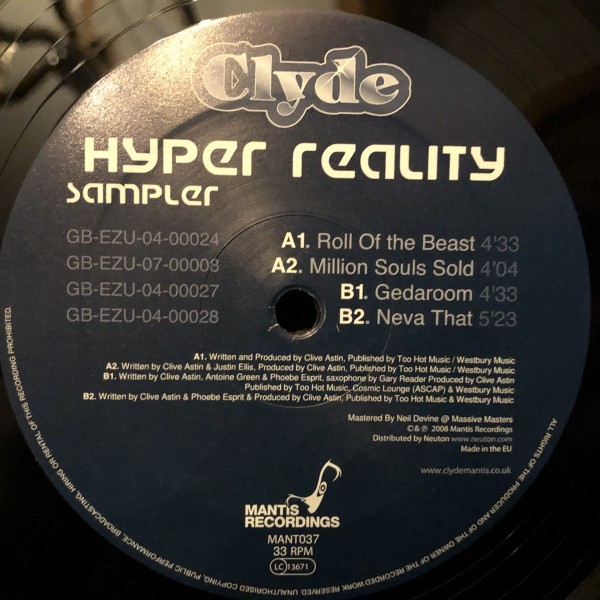 Clyde
Hyper Reality
Sampler
GB-EZU-04-00024 A1. Roll Of the Beast 4'33
GB-EZU-07-00008 A2. Million Souls Sold 4'04
GB-EZU-04-00027 B1. Gedaroom 4'33
GB-EZU-04-00028 B2. Neva That 5'23
A1. Written and Produced by Clive Astin, Published by Too Hot Music / Westbury Music
A2. Written by Clive Astin & Justin Ellis, Produced by Clive Astin, Published by Too Hot Music / Westbury Music
B1. Written by Clive Astin, Antoine Green & Phoebe Esprit, saxophone by Gary Reader Produced by Clive Astin
Published by Too Hot Music, Cosmic Lounge (ASCAP) & Westbury Music
B2. Written by Clive Astin & Phoebe Esprit & Produced by Clive Astin, Published by Too Hot Music & Westbury Music
Mastered By Neil Devine @ Massive Masters
© & ℗ 2008 Mantis Recordings
Distributed by Neuton www.neuton.com
Made in the EU
www.clydemantis.co.uk
MANTIS
RECORDINGS
MANT037
33 RPM
LC 13671
ALL RIGHTS OF THE PRODUCER AND OF THE OWNER OF THE RECORDED WORK RESERVED. UNAUTHORISED COPYING, PUBLIC PERFORMANCE, BROADCASTING, HIRING OR RENTAL OF THIS RECORDING PROHIBITED.